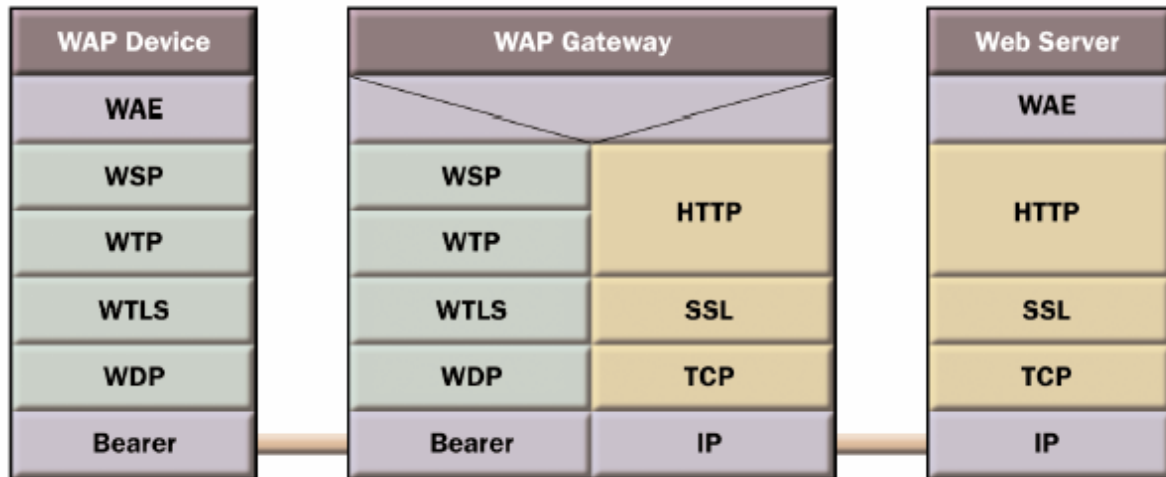 WAP Device
WAE
WSP
WTP
WTLS
WDP
Bearer
WAP Gateway
WSP
WTP
WTLS
WDP
Bearer
HTTP
SSL
TCP
IP
Web Server
WAE
HTTP
SSL
TCP
IP